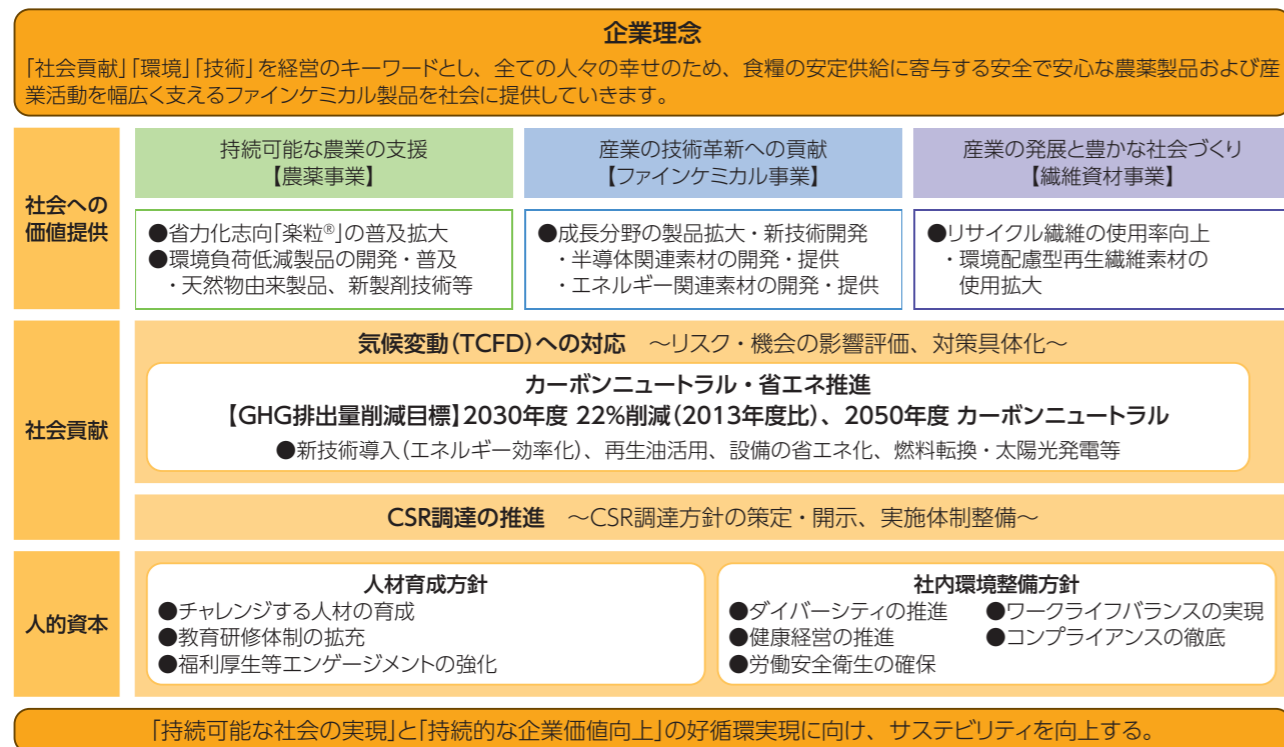 企業理念
「社会貢献」「環境」「技術」を経営のキーワードとし、全ての人々の幸せのため、食糧の安定供給に寄与する安全で安心な農薬製品および産
業活動を幅広く支えるファインケミカル製品を社会に提供していきます。
社会への
価値提供
持続可能な農業の支援
【農薬事業】
●省力化志向「楽粒®」の普及拡大
●環境負荷低減製品の開発・普及
・天然物由来製品、新製剤技術等
産業の技術革新への貢献
【ファインケミカル事業】
●成長分野の製品拡大・新技術開発
・半導体関連素材の開発・提供
・エネルギー関連素材の開発・提供
産業の発展と豊かな社会づくり
【繊維資材事業】
●リサイクル繊維の使用率向上
・環境配慮型再生繊維素材の
使用拡大
社会貢献
気候変動(TCFD)への対応 ～リスク・機会の影響評価、対策具体化～
カーボンニュートラル・省エネ推進
【GHG排出量削減目標】2030年度 22%削減(2013年度比)、2050年度 カーボンニュートラル
●新技術導入(エネルギー効率化)、再生油活用、設備の省エネ化、燃料転換・太陽光発電等
CSR調達の推進 ～CSR調達方針の策定・開示、実施体制整備～
人的資本
人材育成方針
●チャレンジする人材の育成
●教育研修体制の拡充
●福利厚生等エンゲージメントの強化
社内環境整備方針
●ダイバーシティの推進 ●ワークライフバランスの実現
●健康経営の推進 ●コンプライアンスの徹底
●労働安全衛生の確保
「持続可能な社会の実現」と「持続的な企業価値向上」の好循環実現に向け、サステビリティを向上する。